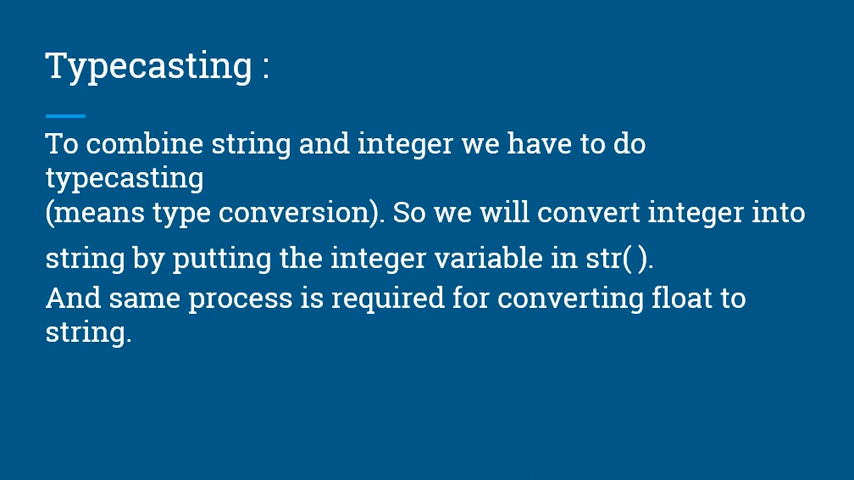 Typecasting :
To combine string and integer we have to do
typecasting
(means type conversion). So we will convert integer into
string by putting the integer variable in str( ).
And same process is required for converting float to
string.